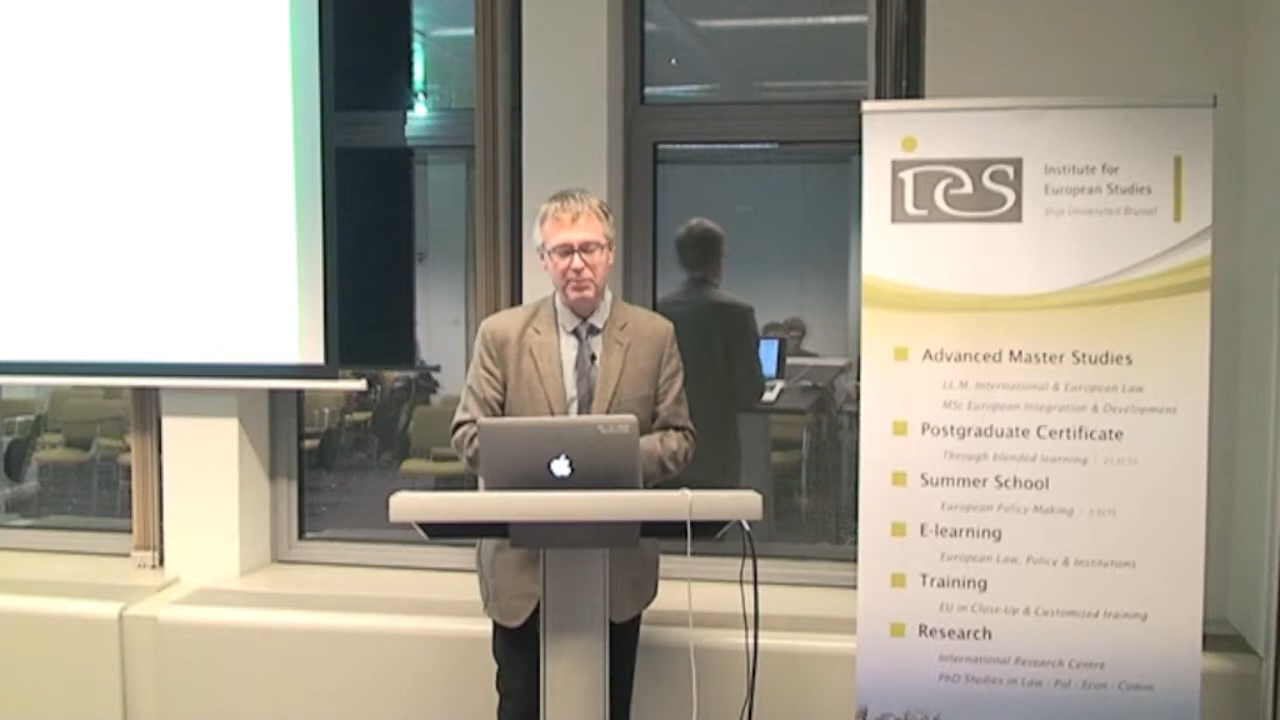 ies
Institute for
European Studies
Vrije Universiteit Brussel
Advanced Master Studies
LL.M. International & European Law
MSc European Integration & Development
Postgraduate Certificate
Through blended learning -
Summer School
European Policy-Making -
E-learning
European Law, Policy & Institutions
Training
EU in Close-Up & Customised training
Research
International Research Centre
PhD Studies in Law - Pol - Econ - Comm